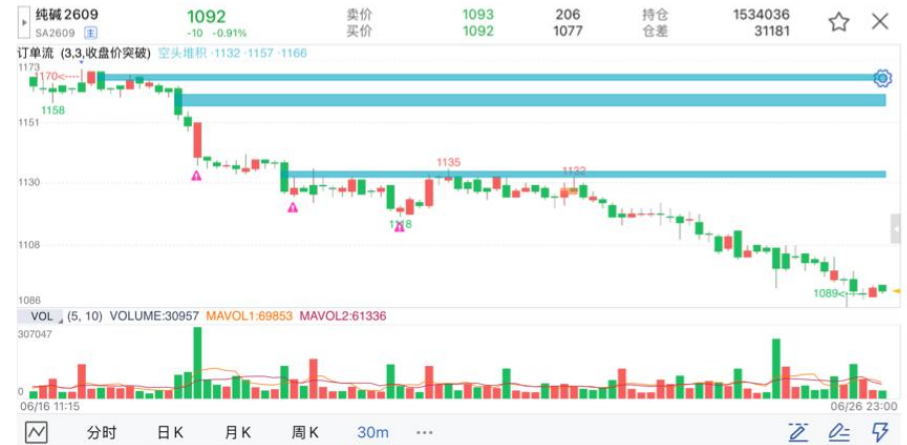 纯碱2609 1092 卖价 1093 206 持仓 1534036
SA2609 主 -10 -0.91% 买价 1092 1077 仓差 31181
订单流 (3,3,收盘价突破) 空头堆积 ·1132 ·1157 ·1166
1173
1170<----
1158
1151
1135
1132
1130
1118
1108
1089<--
1086
VOL (5, 10) VOLUME:30957 MAVOL1:69853 MAVOL2:61336
307047
0
06/16 11:15 06/26 23:00
分时 日K 月K 周K 30m ···